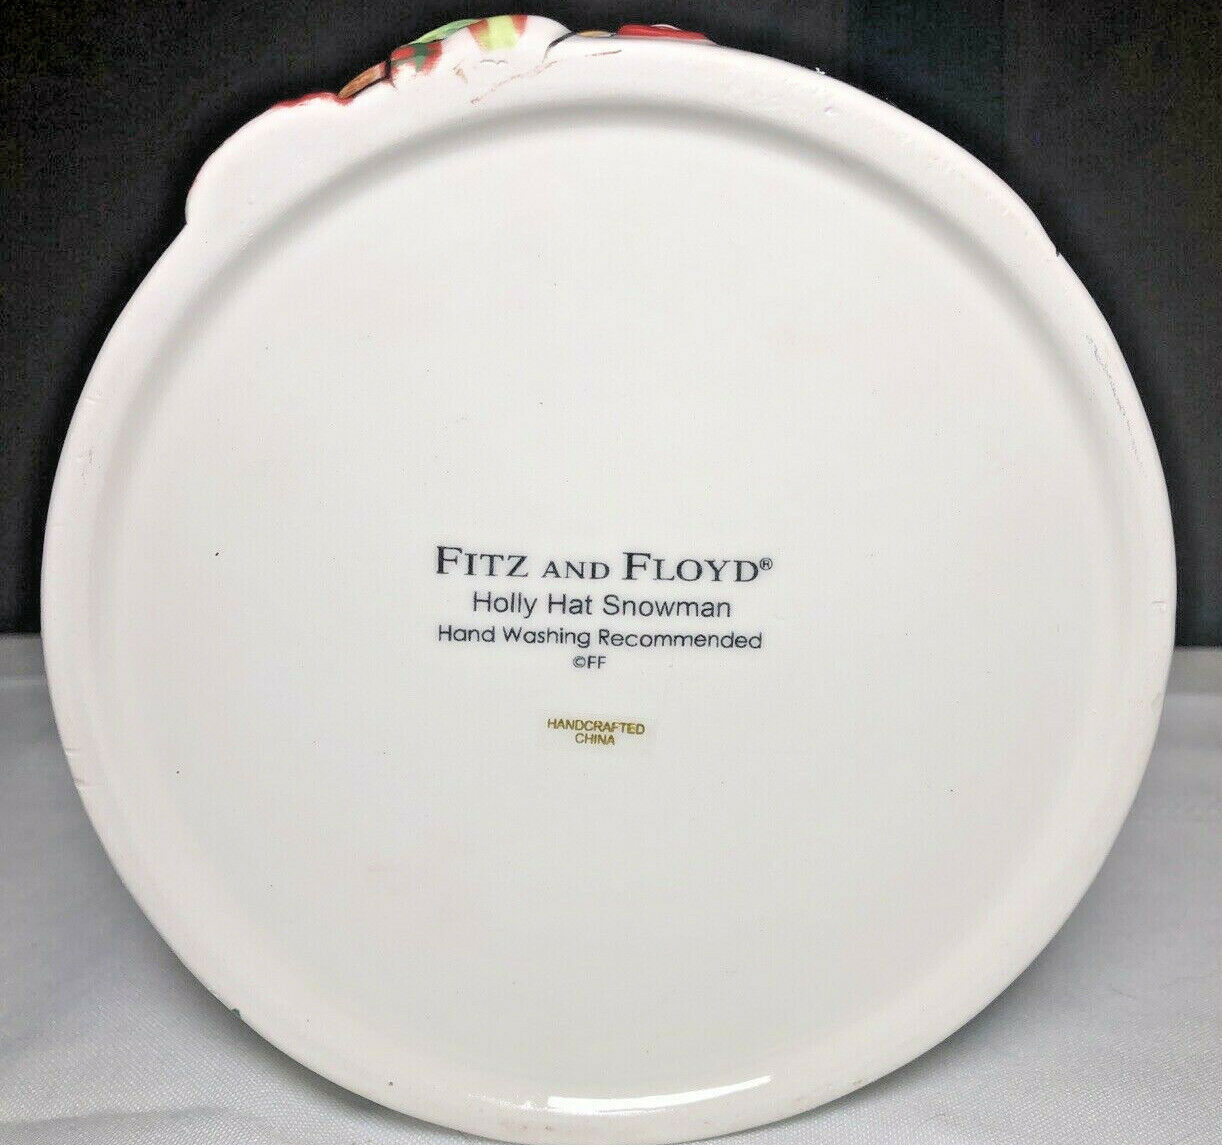 FITZ AND FLOYD®
Holly Hat Snowman
Hand Washing Recommended
©FF
HANDCRAFTED
CHINA